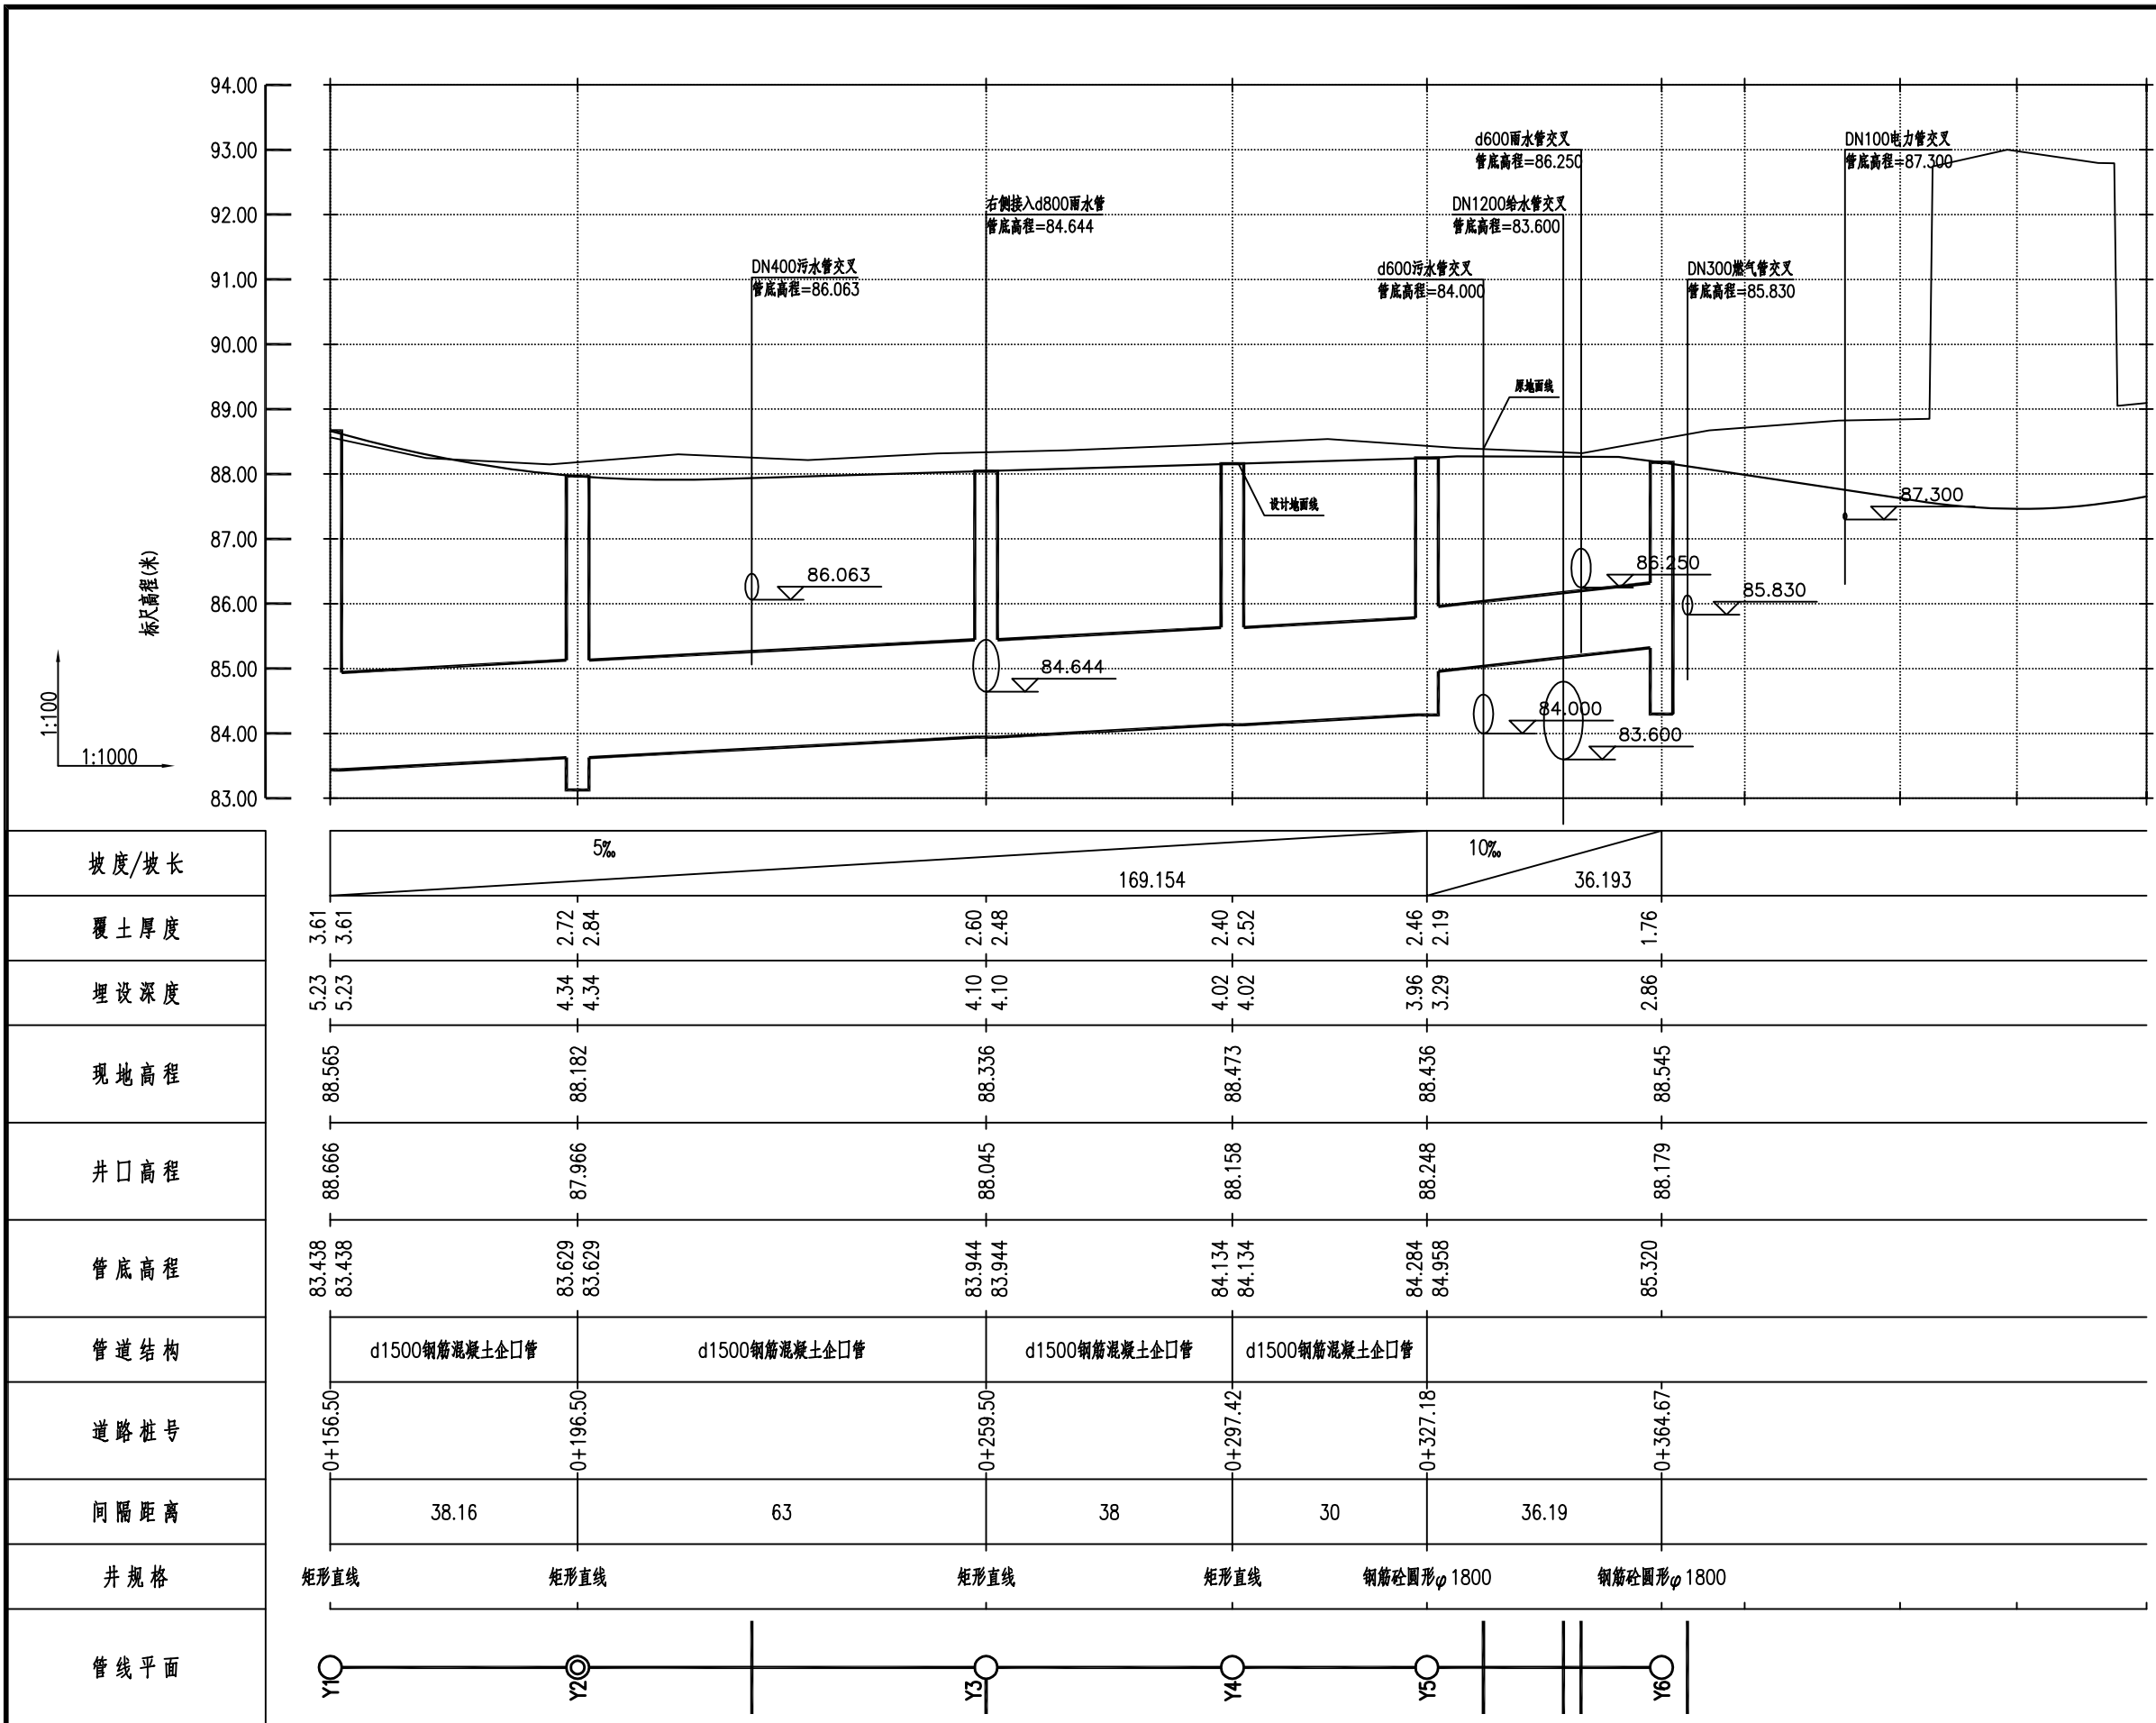 94.00
93.00
92.00
91.00
90.00
89.00
88.00
87.00
86.00
85.00
84.00
83.00
标尺高程(米)
1:100
1:1000
DN400污水管交叉
管底高程=86.063
右侧接入d800雨水管
管底高程=84.644
d600污水管交叉
管底高程=84.000
DN1200给水管交叉
管底高程=83.600
d600雨水管交叉
管底高程=86.250
DN300燃气管交叉
管底高程=85.830
DN100电力管交叉
管底高程=87.300
原地面线
设计地面线
86.063
84.644
84.000
83.600
86.250
85.830
87.300
坡度/坡长
5‰
169.154
10‰
36.193
覆土厚度
3.61
3.61
2.72
2.84
2.60
2.48
2.40
2.52
2.46
2.19
1.76
埋设深度
5.23
5.23
4.34
4.34
4.10
4.10
4.02
4.02
3.96
3.29
2.86
现地高程
88.565
88.182
88.336
88.473
88.436
88.545
井口高程
88.666
87.966
88.045
88.158
88.248
88.179
管底高程
83.438
83.438
83.629
83.629
83.944
83.944
84.134
84.134
84.284
84.958
85.320
管道结构
d1500钢筋混凝土企口管
d1500钢筋混凝土企口管
d1500钢筋混凝土企口管
d1500钢筋混凝土企口管
道路桩号
0+156.50
0+196.50
0+259.50
0+297.42
0+327.18
0+364.67
间隔距离
38.16
63
38
30
36.19
井规格
矩形直线
矩形直线
矩形直线
矩形直线
钢筋砼圆形φ1800
钢筋砼圆形φ1800
管线平面
Y1
Y2
Y3
Y4
Y5
Y6